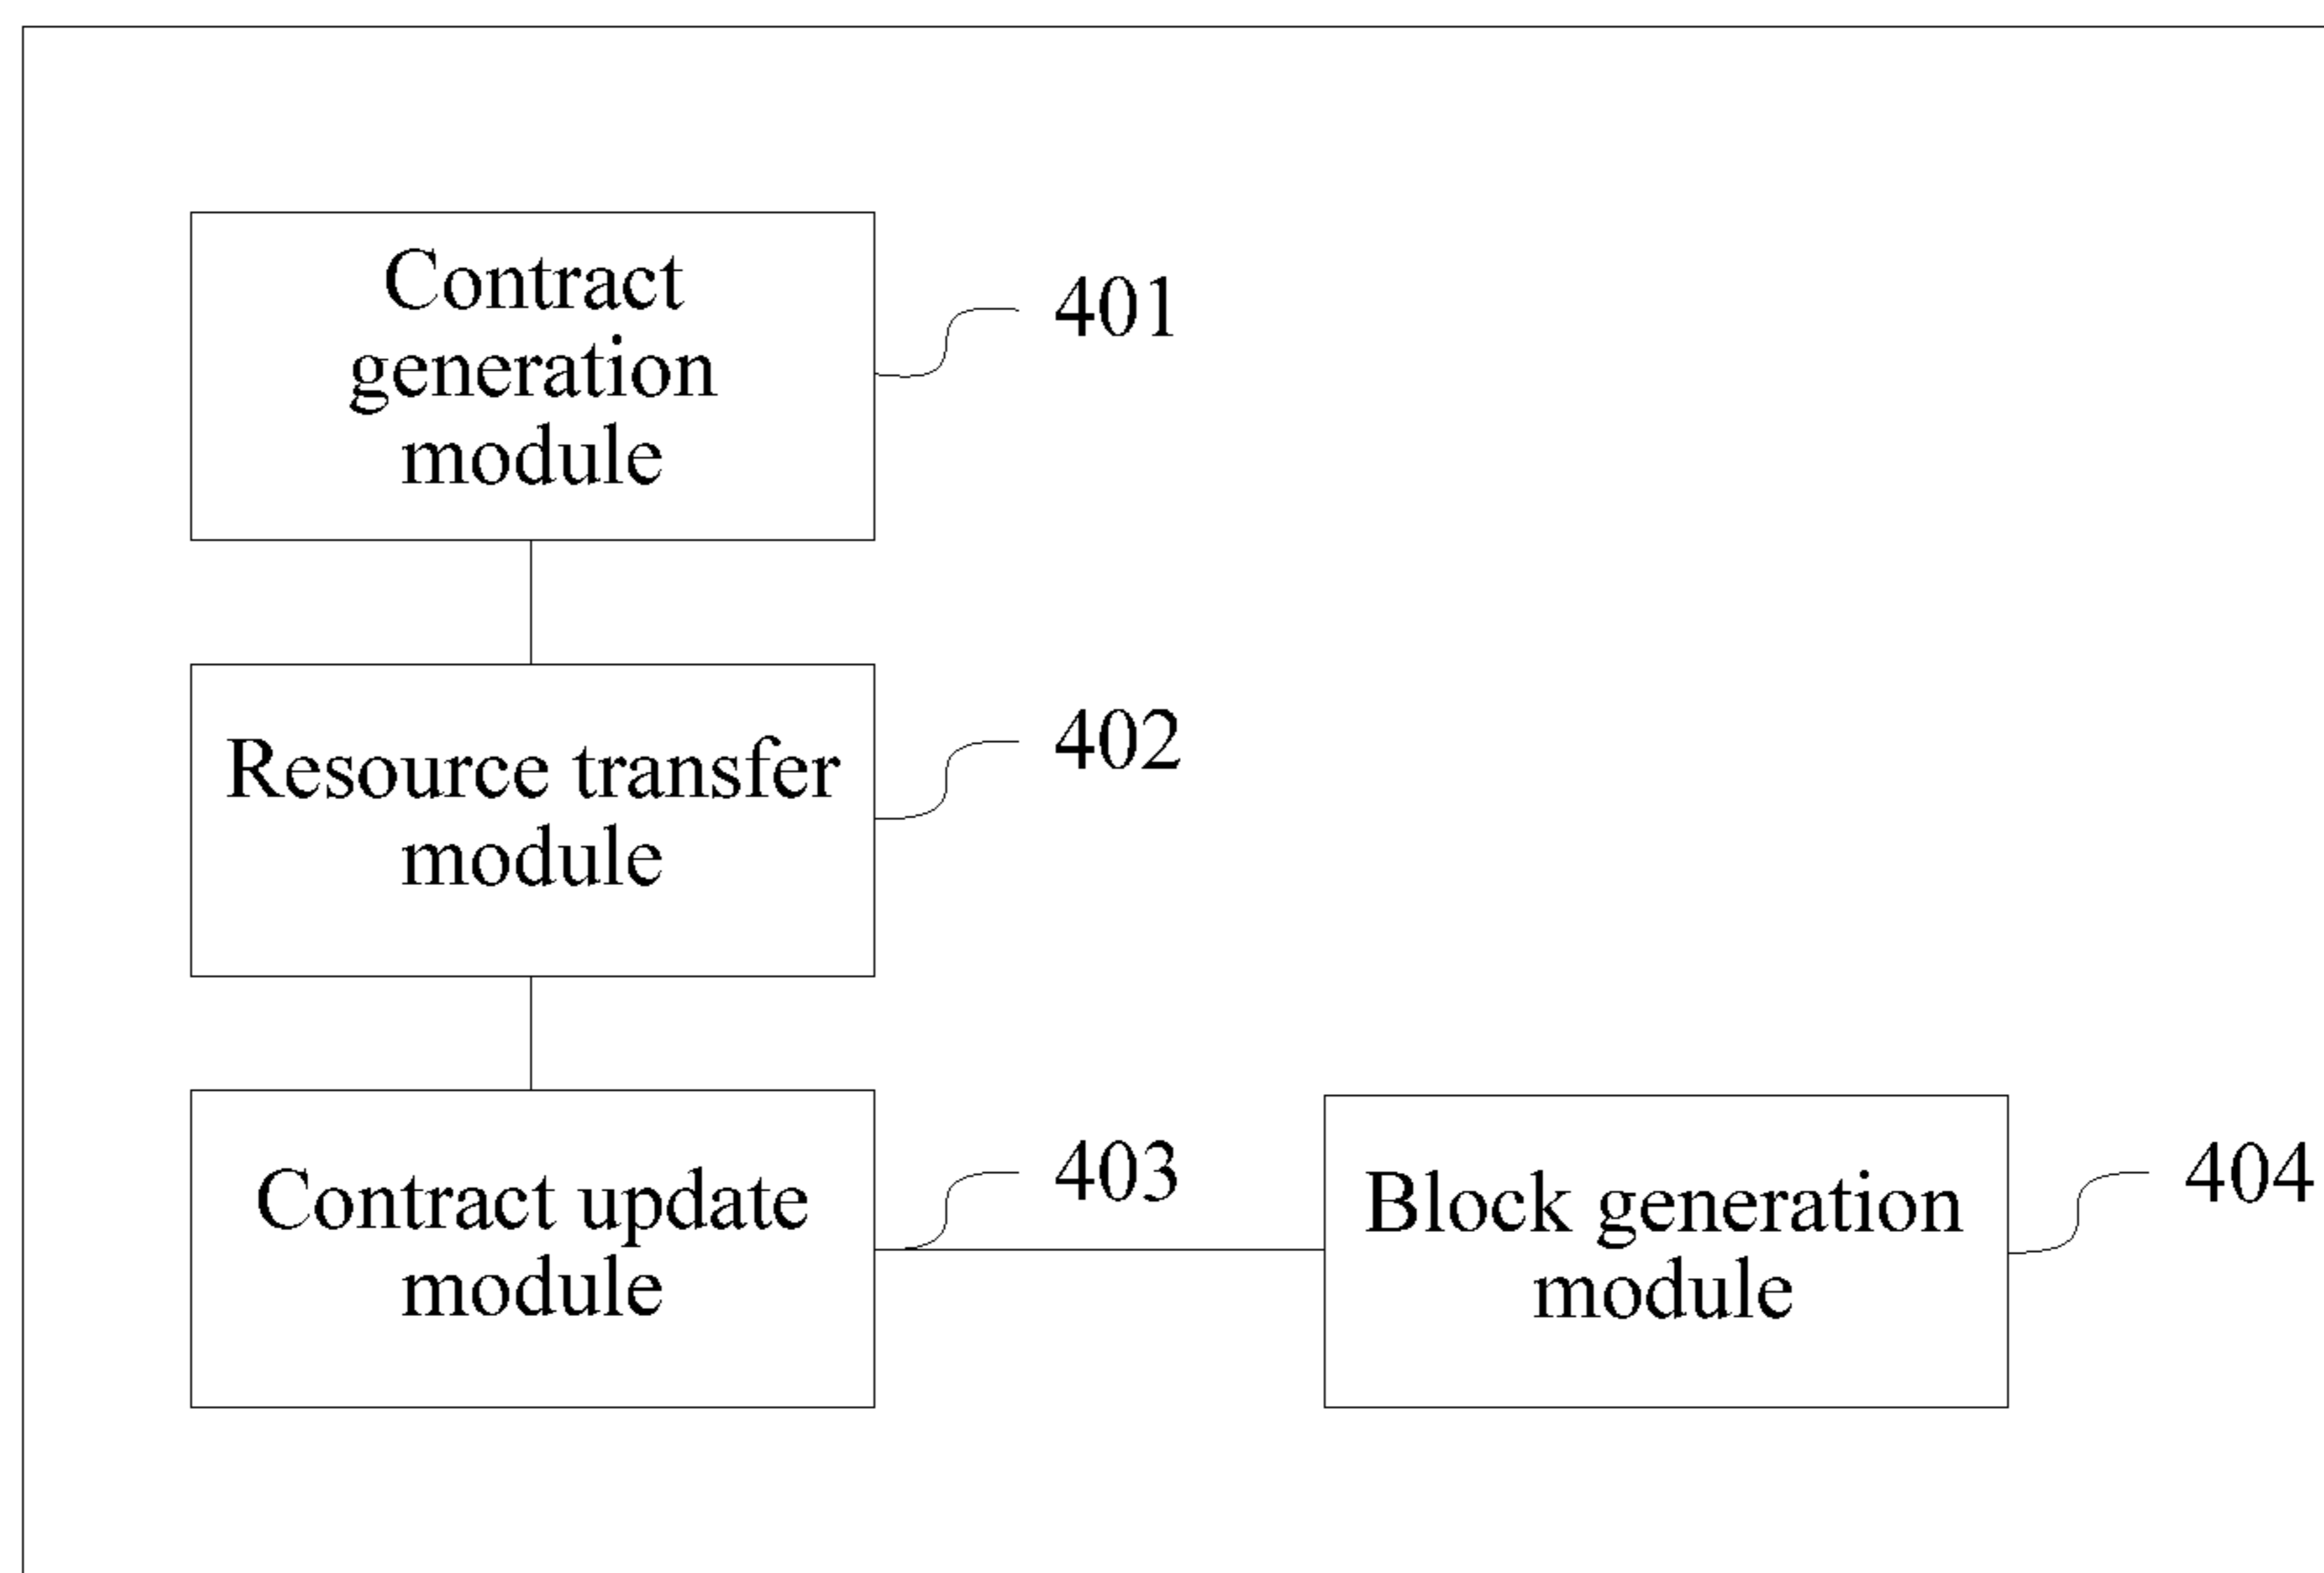 Contract
generation
module
401
Resource transfer
module
402
Contract update
module
403
Block generation
module
404